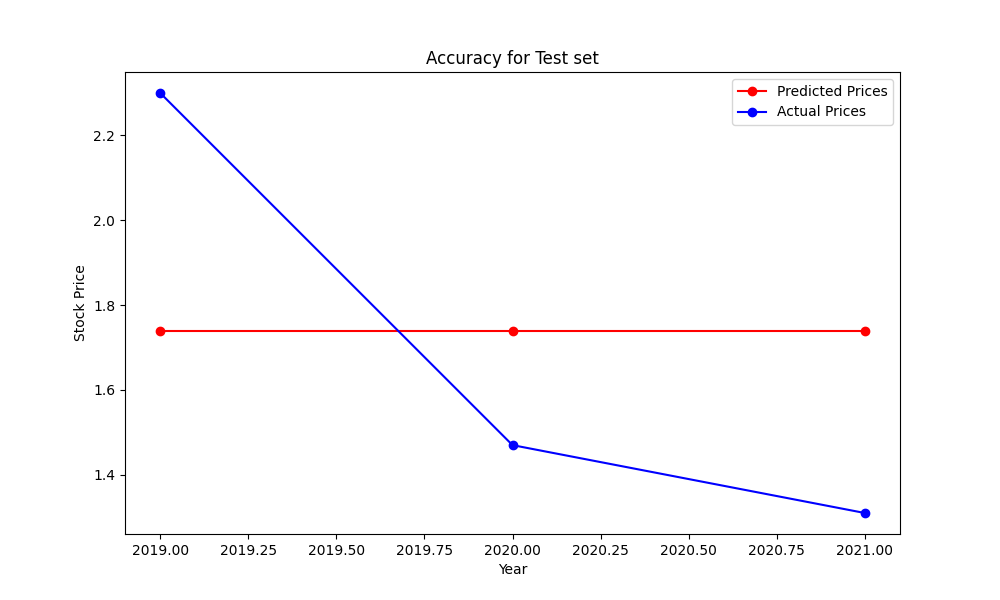 Accuracy for Test set
Predicted Prices
Actual Prices
Stock Price
2.2
2.0
1.8
1.6
1.4
2019.00 2019.25 2019.50 2019.75 2020.00 2020.25 2020.50 2020.75 2021.00
Year